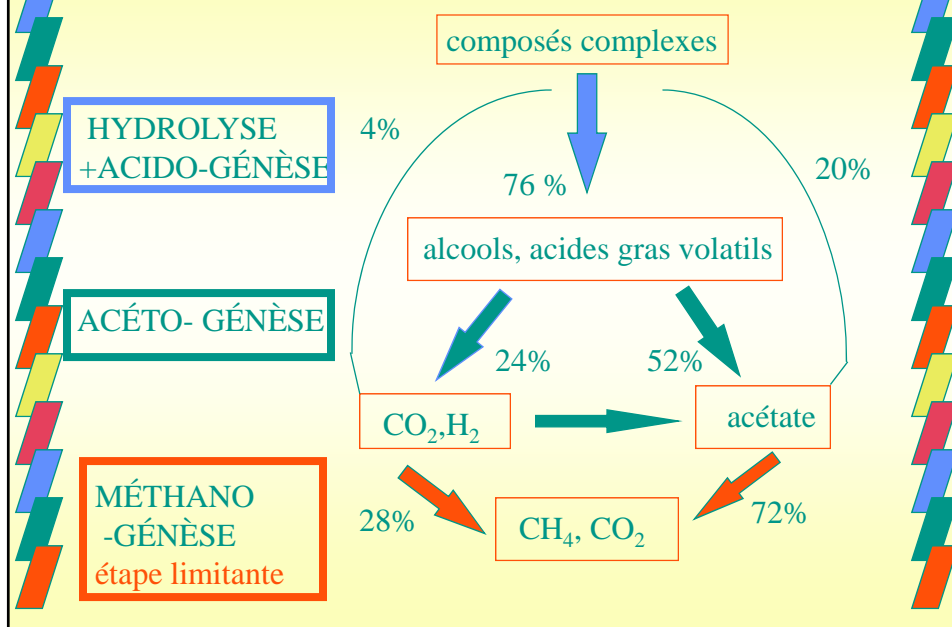 composés complexes
HYDROLYSE
+ACIDO-GÉNÈSE
4%
76 %
20%
alcools, acides gras volatils
ACÉTO- GÉNÈSE
24%
52%
CO₂,H₂
acétate
MÉTHANO
-GÉNÈSE
étape limitante
28%
CH₄, CO₂
72%